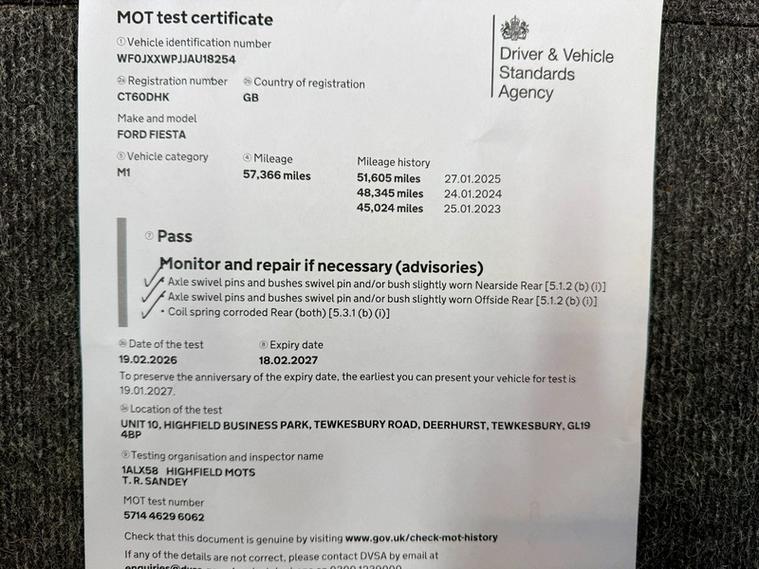 MOT test certificate
① Vehicle identification number
WF0JXXWPJJAU18254
Driver & Vehicle
Standards
Agency
Registration number
Country of registration
CT60DHK
GB
Make and model
FORD FIESTA
⑤ Vehicle category
④ Mileage
Mileage history
M1
57,366 miles
51,605 miles 27.01.2025
48,345 miles 24.01.2024
45,024 miles 25.01.2023
⑦ Pass
Monitor and repair if necessary (advisories)
• Axle swivel pins and bushes swivel pin and/or bush slightly worn Nearside Rear [5.1.2 (b) (i)]
• Axle swivel pins and bushes swivel pin and/or bush slightly worn Offside Rear [5.1.2 (b) (i)]
• Coil spring corroded Rear (both) [5.3.1 (b) (i)]
Date of the test
⑧ Expiry date
19.02.2026
18.02.2027
To preserve the anniversary of the expiry date, the earliest you can present your vehicle for test is
19.01.2027.
Location of the test
UNIT 10, HIGHFIELD BUSINESS PARK, TEWKESBURY ROAD, DEERHURST, TEWKESBURY, GL19
4BP
⑨ Testing organisation and inspector name
1ALX58 HIGHFIELD MOTS
T. R. SANDEY
MOT test number
5714 4629 6062
Check that this document is genuine by visiting www.gov.uk/check-mot-history
If any of the details are not correct, please contact DVSA by email at